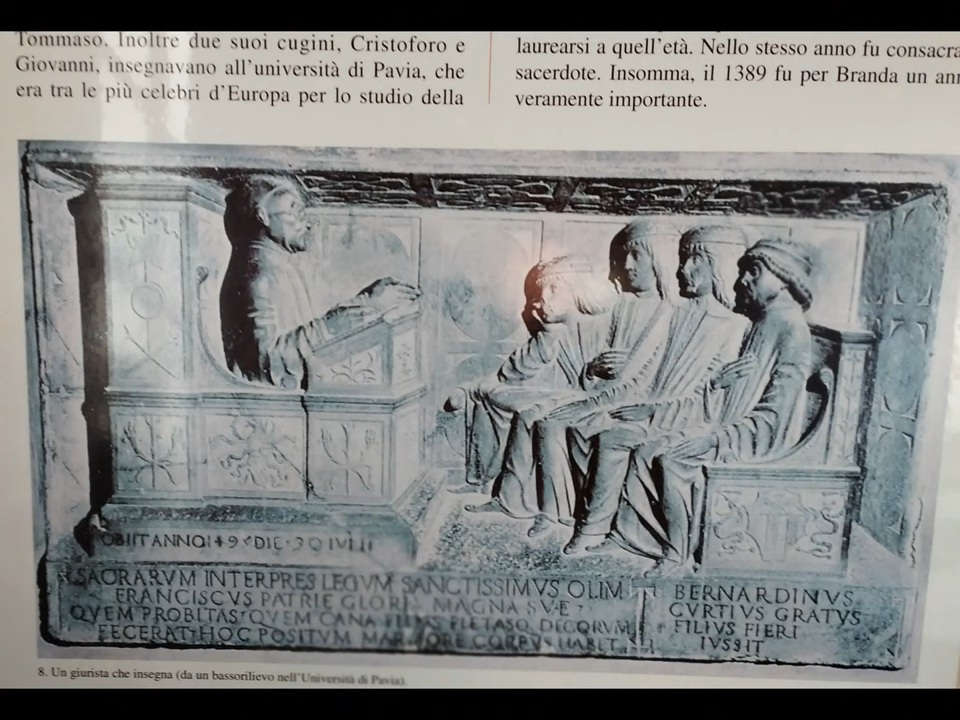 Tommaso. Inoltre due suoi cugini, Cristoforo e
Giovanni, insegnavano all'università di Pavia, che
era tra le più celebri d'Europa per lo studio della
laurearsi a quell'età. Nello stesso anno fu consacra
sacerdote. Insomma, il 1389 fu per Branda un ann
veramente importante.
OBIIT ANNO DIE 30
SACRARVM INTERPRES LEGVM SANCTISSIMVS OLIM
FRANCISCVS PATRIE GLORI MAGNA SVE
QVEM PROBITAS QVEM CANA PIETASQ DECORVM
FECERAT HOC POSITVM MARMORE CORPVS HABET
BERNARDINVS
CVRTIVS GRATVS
FILIVS FIERI
IVSSIT
8. Un giurista che insegna (da un bassorilievo nell'Università di Pavia).